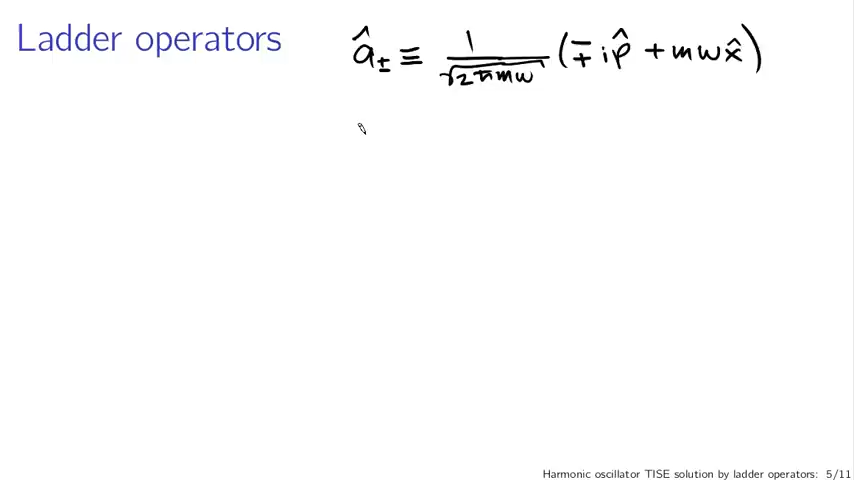 Ladder operators
â± ≡ 1/√(2ħmω) (∓ip̂ + mωx̂)
Harmonic oscillator TISE solution by ladder operators: 5/11